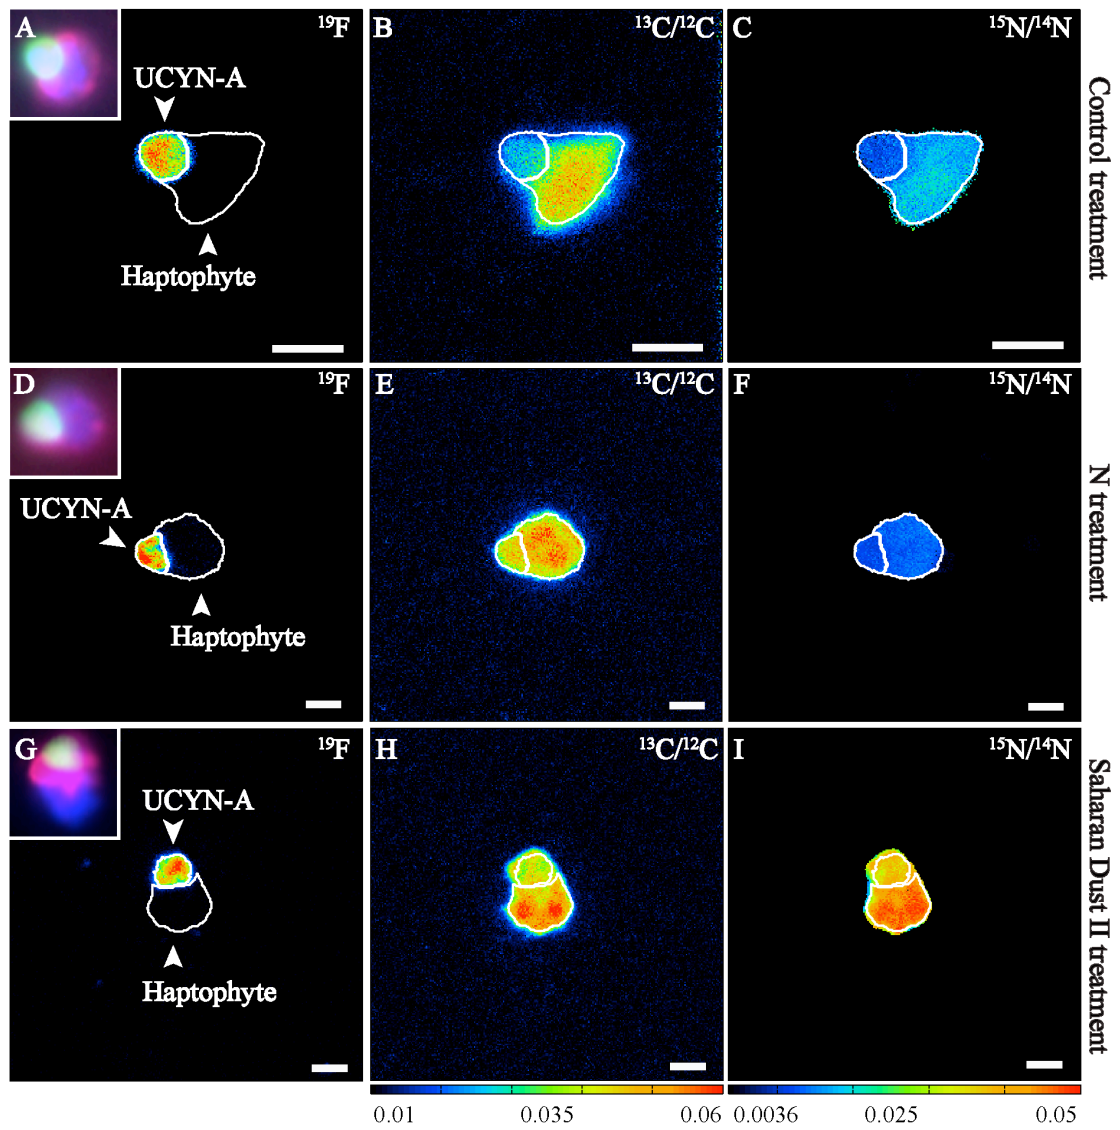 A
¹⁹F
UCYN-A
Haptophyte
B
¹³C/¹²C
C
¹⁵N/¹⁴N
Control treatment
D
¹⁹F
UCYN-A
Haptophyte
E
¹³C/¹²C
F
¹⁵N/¹⁴N
N treatment
G
¹⁹F
UCYN-A
Haptophyte
H
¹³C/¹²C
I
¹⁵N/¹⁴N
Saharan Dust II treatment
0.01 0.035 0.06
0.0036 0.025 0.05